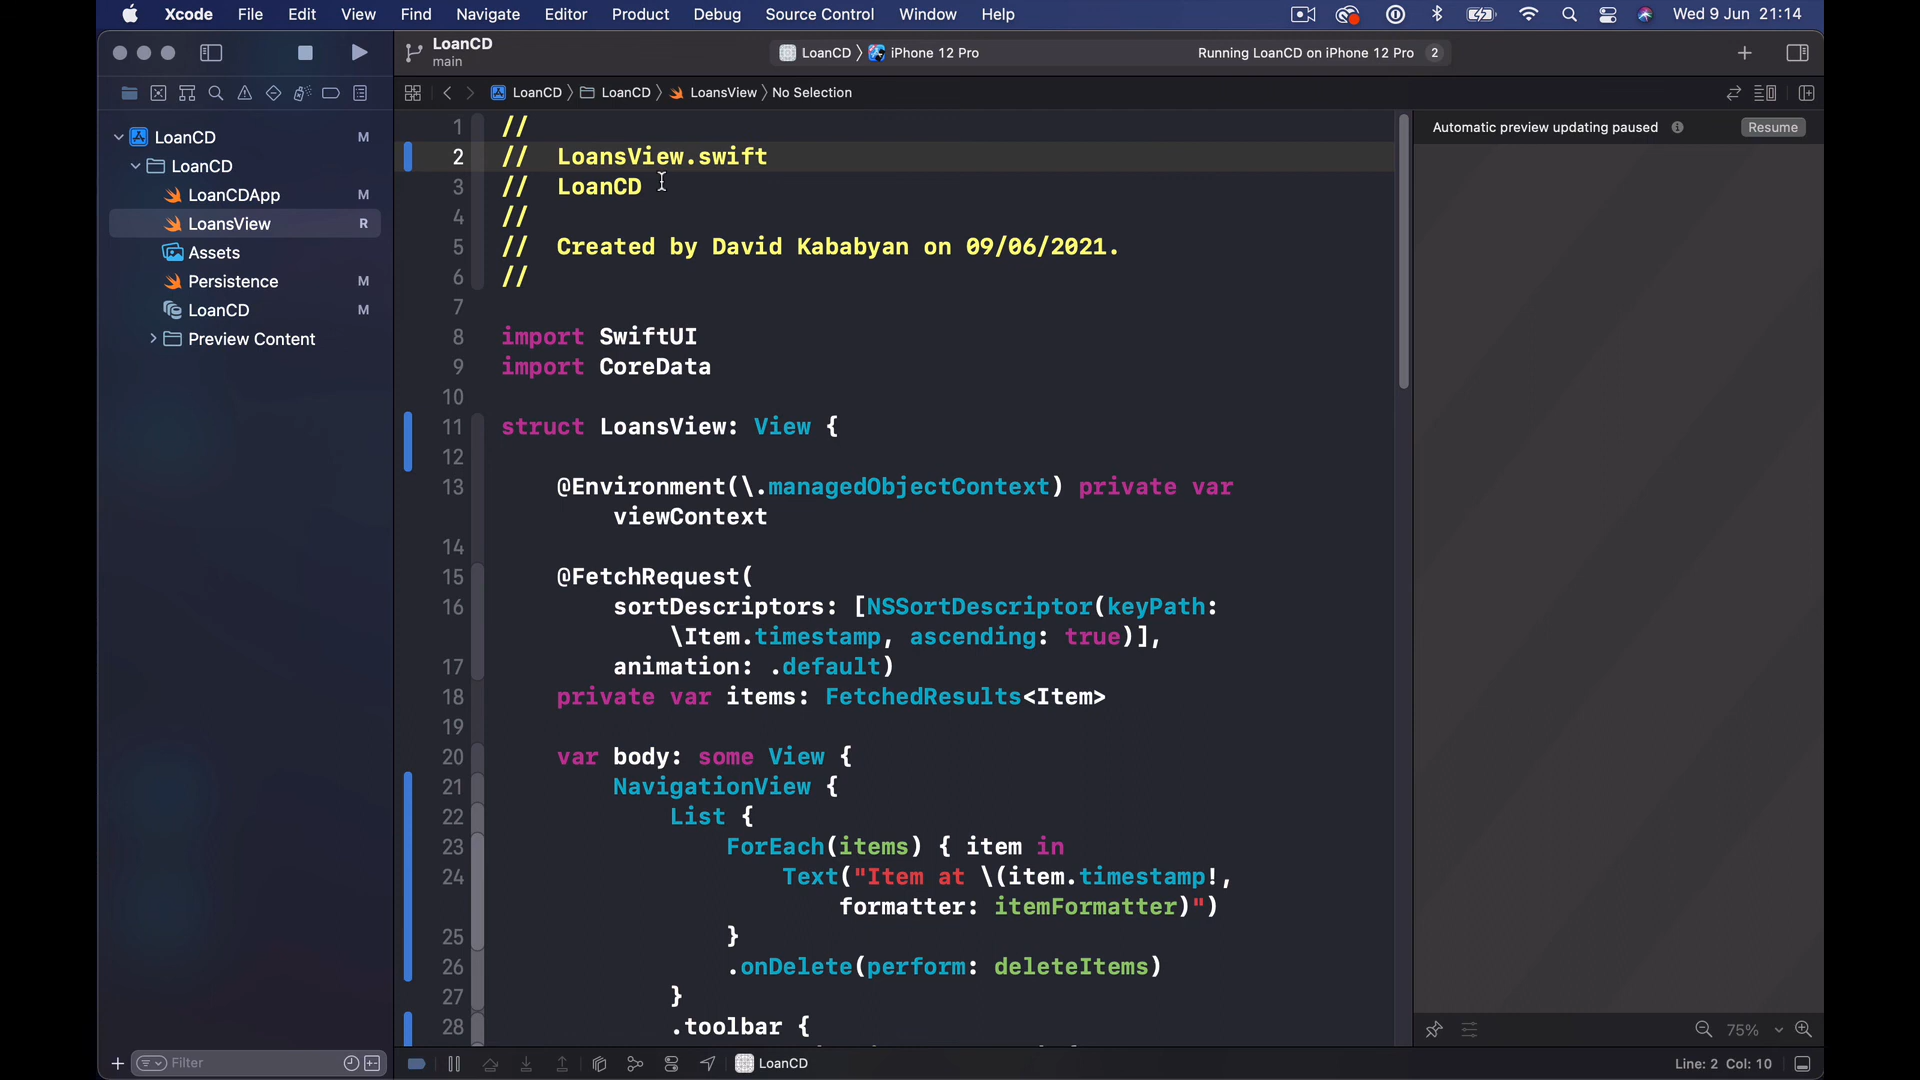 Xcode File Edit View Find Navigate Editor Product Debug Source Control Window Help Wed 9 Jun 21:14
LoanCD
main
LoanCD iPhone 12 Pro Running LoanCD on iPhone 12 Pro 2
LoanCD LoanCD LoansView No Selection
LoanCD M
LoanCD
LoanCDApp M
LoansView R
Assets
Persistence M
LoanCD M
Preview Content
Filter
1 //
2 // LoansView.swift
3 // LoanCD
4 //
5 // Created by David Kababyan on 09/06/2021.
6 //
7
8 import SwiftUI
9 import CoreData
10
11 struct LoansView: View {
12
13 @Environment(\.managedObjectContext) private var
viewContext
14
15 @FetchRequest(
16 sortDescriptors: [NSSortDescriptor(keyPath:
\Item.timestamp, ascending: true)],
17 animation: .default)
18 private var items: FetchedResults<Item>
19
20 var body: some View {
21 NavigationView {
22 List {
23 ForEach(items) { item in
24 Text("Item at \(item.timestamp!,
formatter: itemFormatter)")
25 }
26 .onDelete(perform: deleteItems)
27 }
28 .toolbar {
Automatic preview updating paused Resume
75%
LoanCD
Line: 2 Col: 10